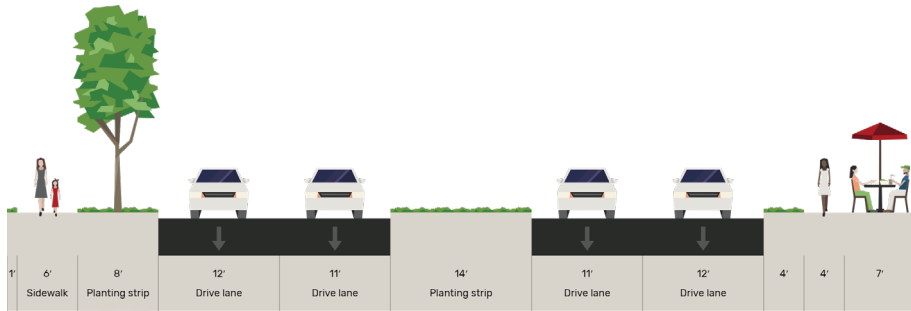 1′ 6′ 8′ 12′ 11′ 14′ 11′ 12′ 4′ 4′ 7′
Sidewalk Planting strip Drive lane Drive lane Planting strip Drive lane Drive lane